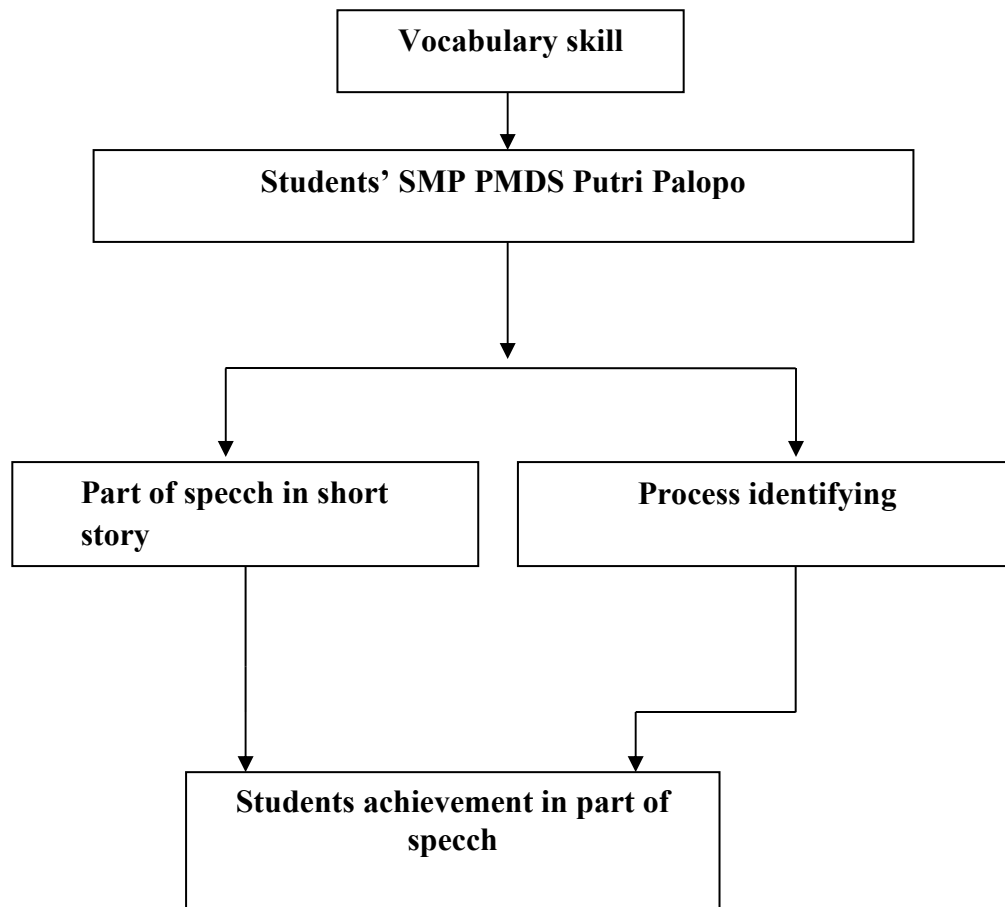 Vocabulary skill
Students’ SMP PMDS Putri Palopo
Part of specch in short
story
Process identifying
Students achievement in part of
specch